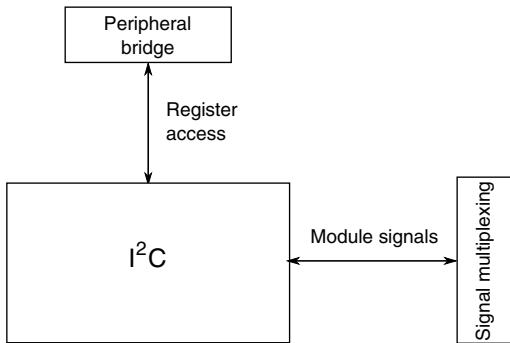 Peripheral
bridge
Register
access
I²C
Module signals
Signal multiplexing